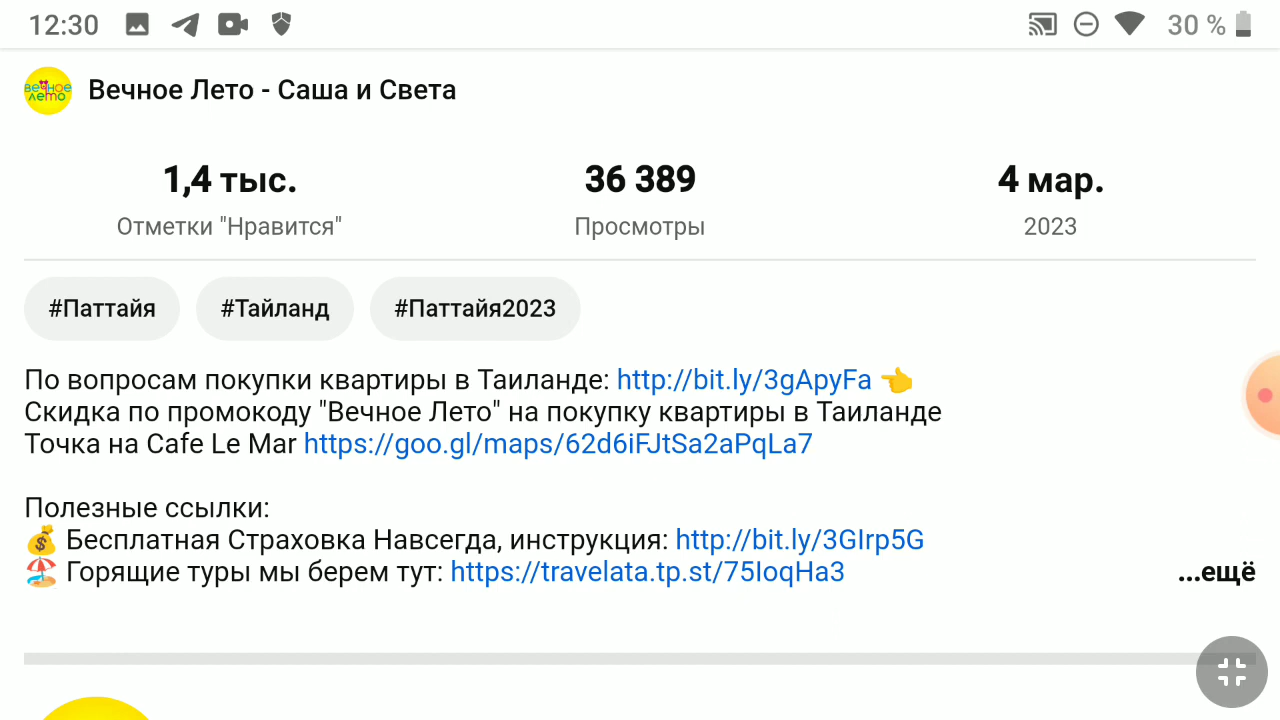 12:30 30 %
вечное
лето
Вечное Лето - Саша и Света
1,4 тыс. 36 389 4 мар.
Отметки "Нравится" Просмотры 2023
#Паттайя #Тайланд #Паттайя2023
По вопросам покупки квартиры в Таиланде: http://bit.ly/3gApyFa
Скидка по промокоду "Вечное Лето" на покупку квартиры в Таиланде
Точка на Cafe Le Mar https://goo.gl/maps/62d6iFJtSa2aPqLa7
Полезные ссылки:
Бесплатная Страховка Навсегда, инструкция: http://bit.ly/3GIrp5G
Горящие туры мы берем тут: https://travelata.tp.st/75IoqHa3 ...ещё